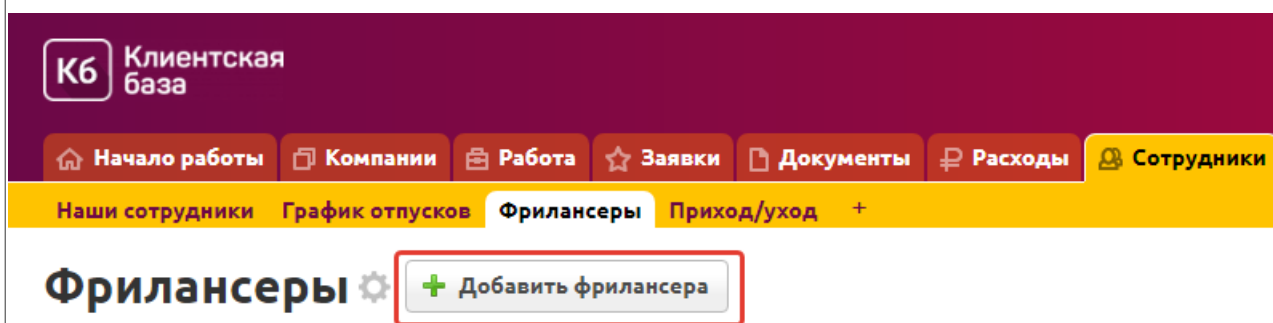 Кб Клиентская
база
Начало работы Компании Работа Заявки Документы Расходы Сотрудники
Наши сотрудники График отпусков Фрилансеры Приход/уход +
Фрилансеры + Добавить фрилансера